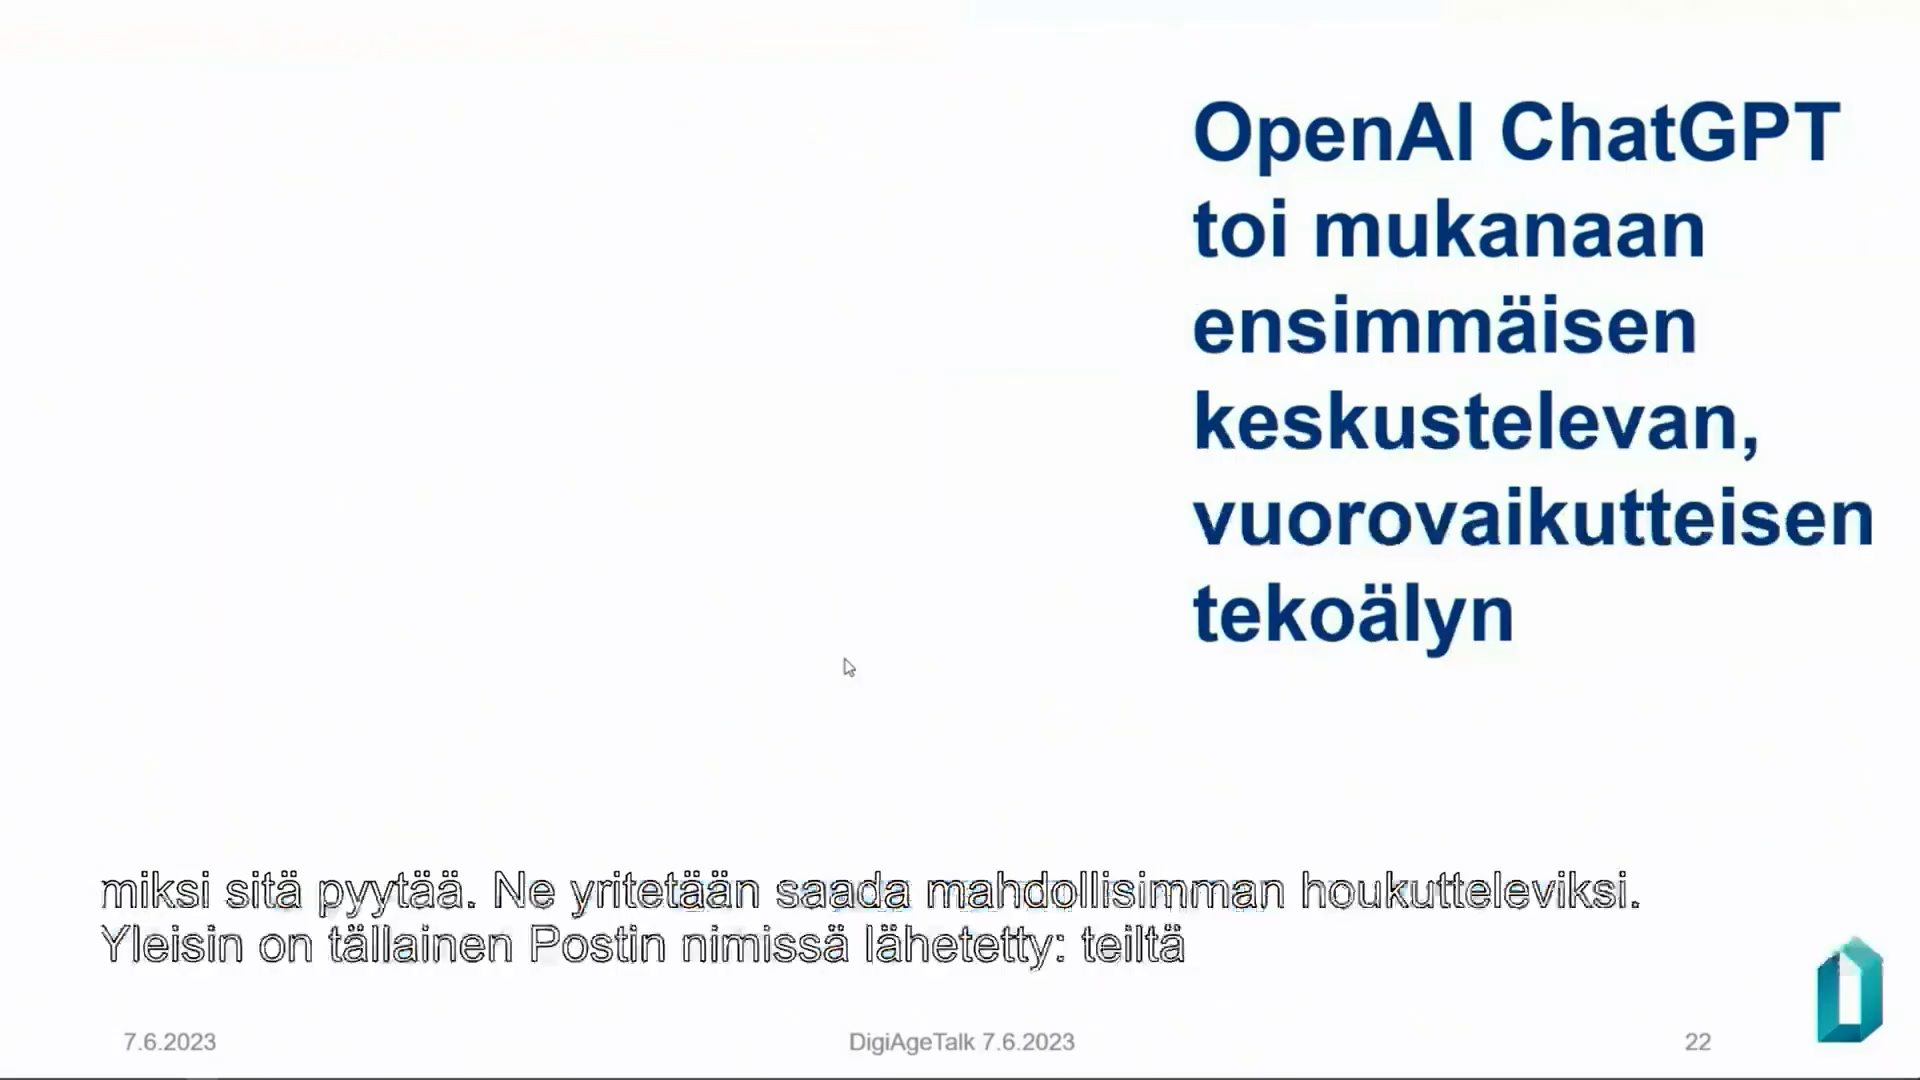 OpenAI ChatGPT
toi mukanaan
ensimmäisen
keskustelevan,
vuorovaikutteisen
tekoälyn
miksi sitä pyytää. Ne yritetään saada mahdollisimman houkutteleviksi.
Yleisin on tällainen Postin nimissä lähetetty: teiltä
7.6.2023
DigiAgeTalk 7.6.2023
22